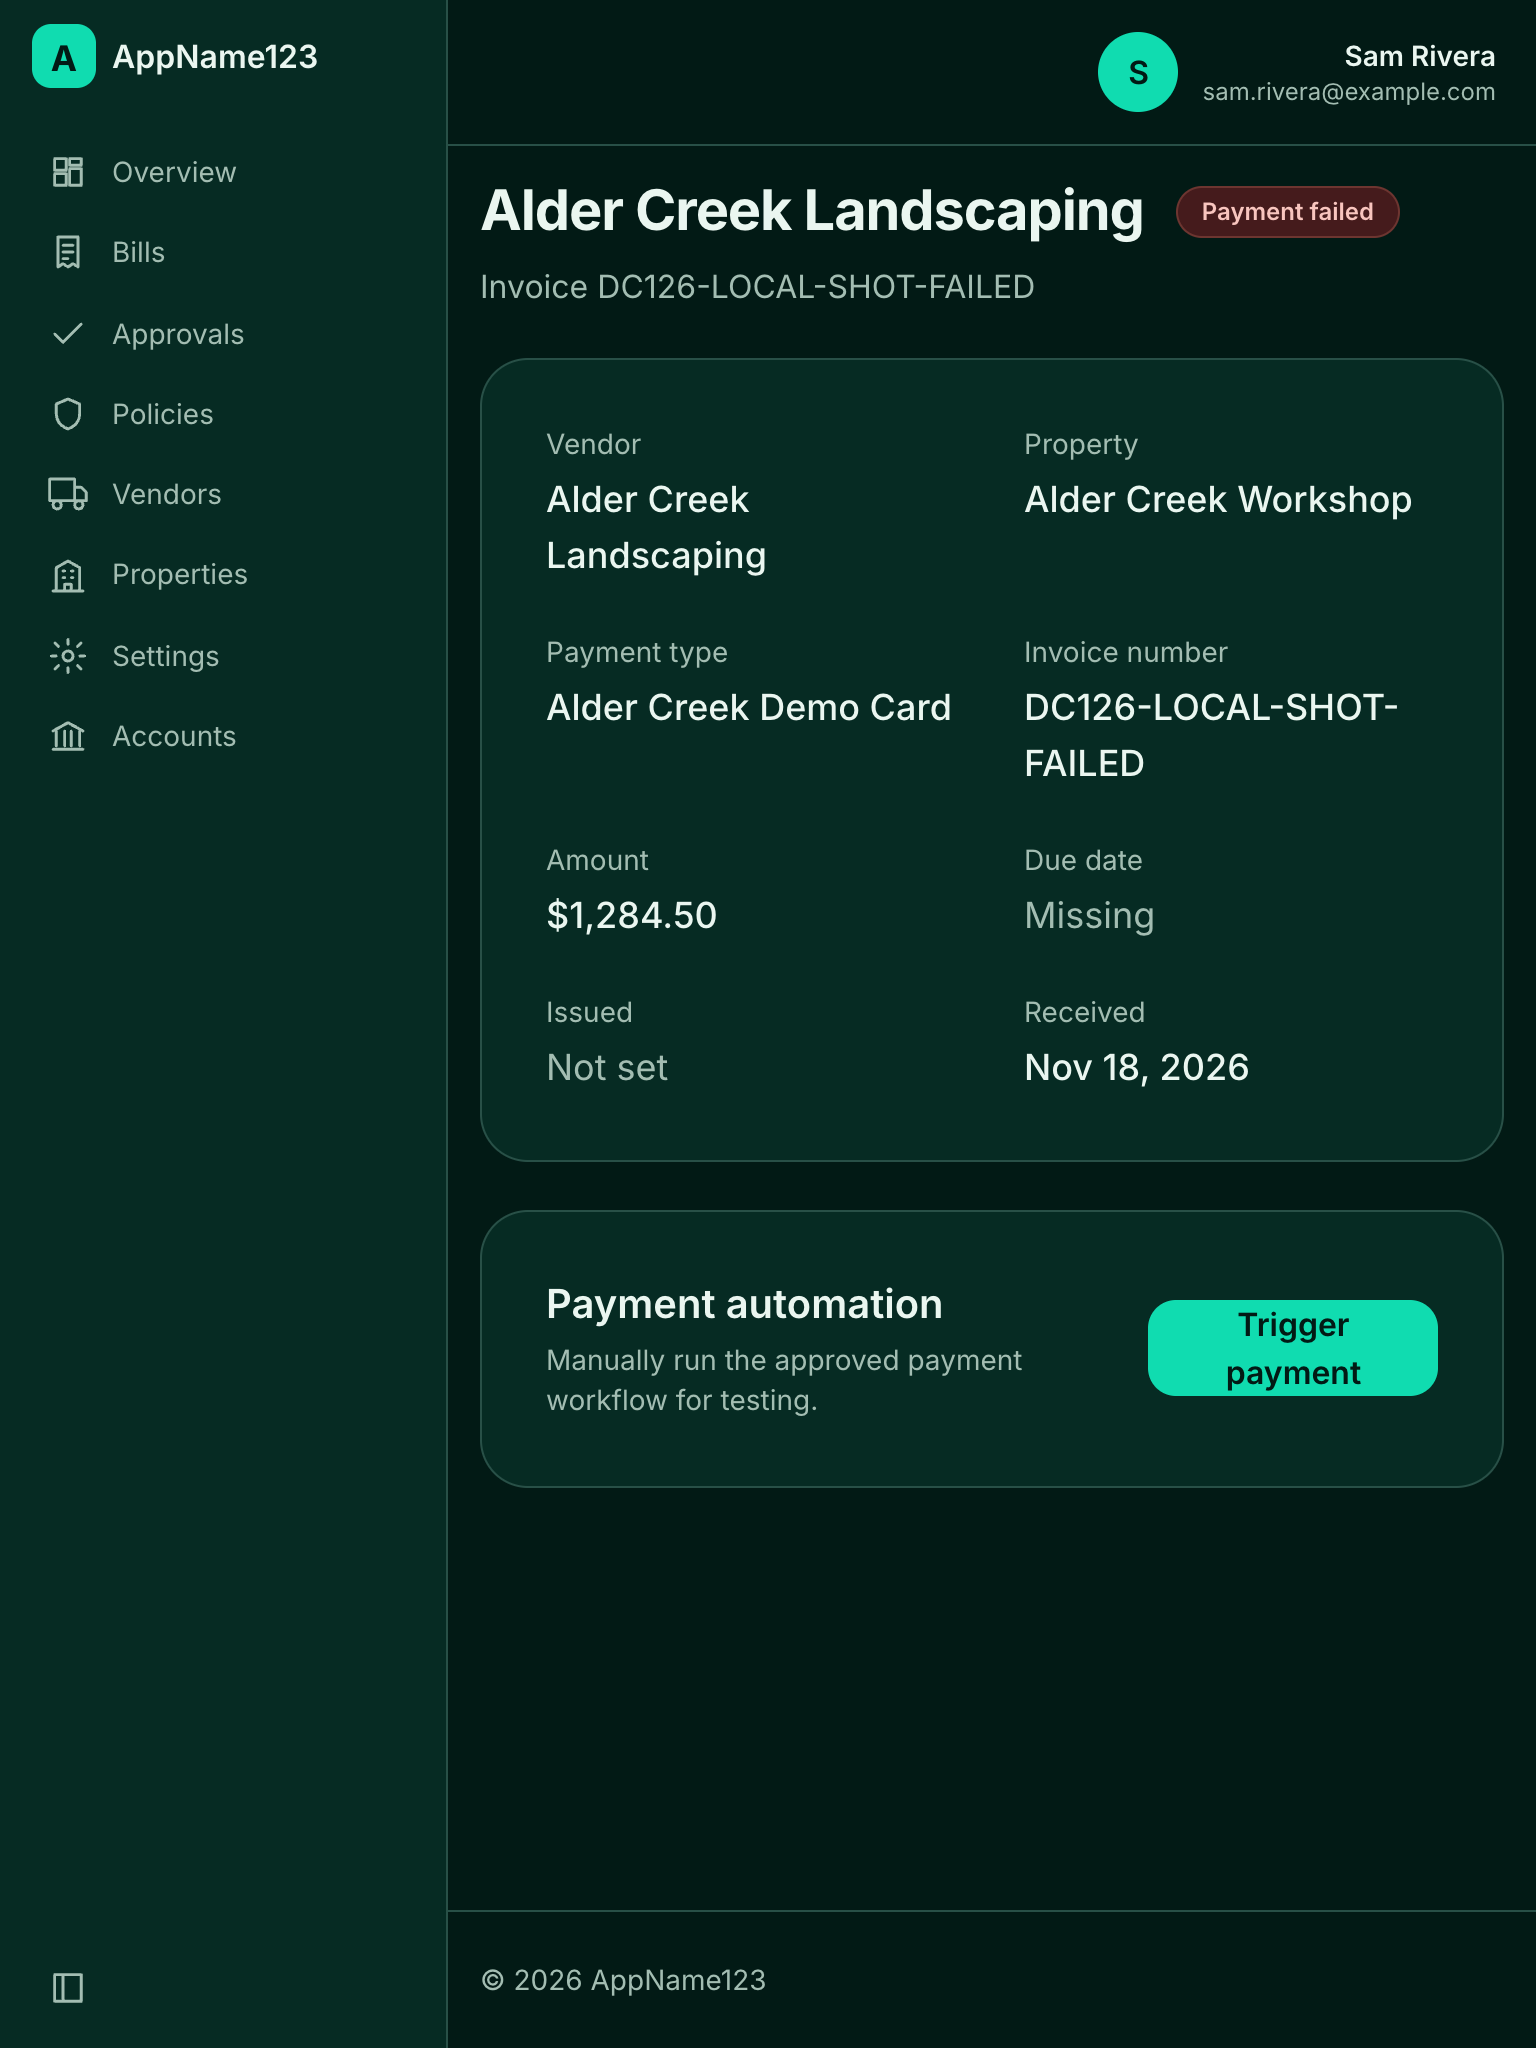 A AppName123
S
Sam Rivera
sam.rivera@example.com
Overview
Bills
Approvals
Policies
Vendors
Properties
Settings
Accounts
Alder Creek Landscaping
Payment failed
Invoice DC126-LOCAL-SHOT-FAILED
Vendor
Alder Creek
Landscaping
Property
Alder Creek Workshop
Payment type
Alder Creek Demo Card
Invoice number
DC126-LOCAL-SHOT-
FAILED
Amount
$1,284.50
Due date
Missing
Issued
Not set
Received
Nov 18, 2026
Payment automation
Manually run the approved payment
workflow for testing.
Trigger
payment
© 2026 AppName123